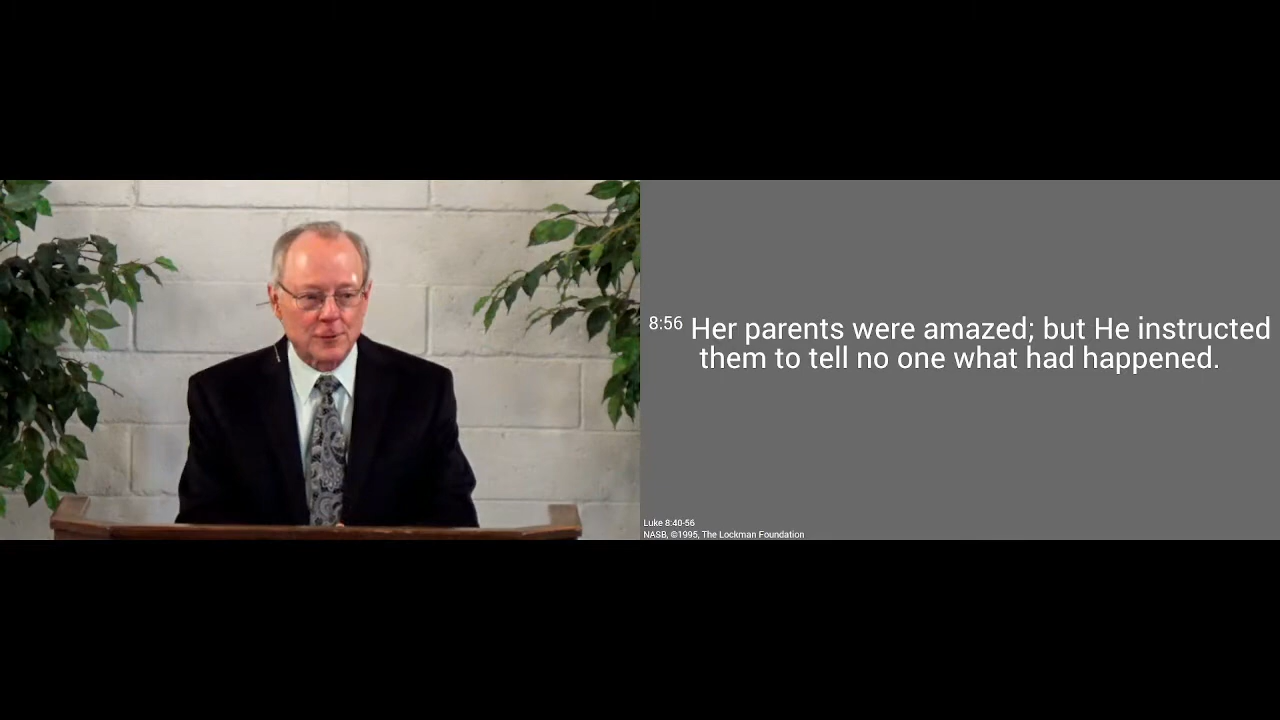 8:56 Her parents were amazed; but He instructed
them to tell no one what had happened.
Luke 8:40-56
NASB, ©1995, The Lockman Foundation